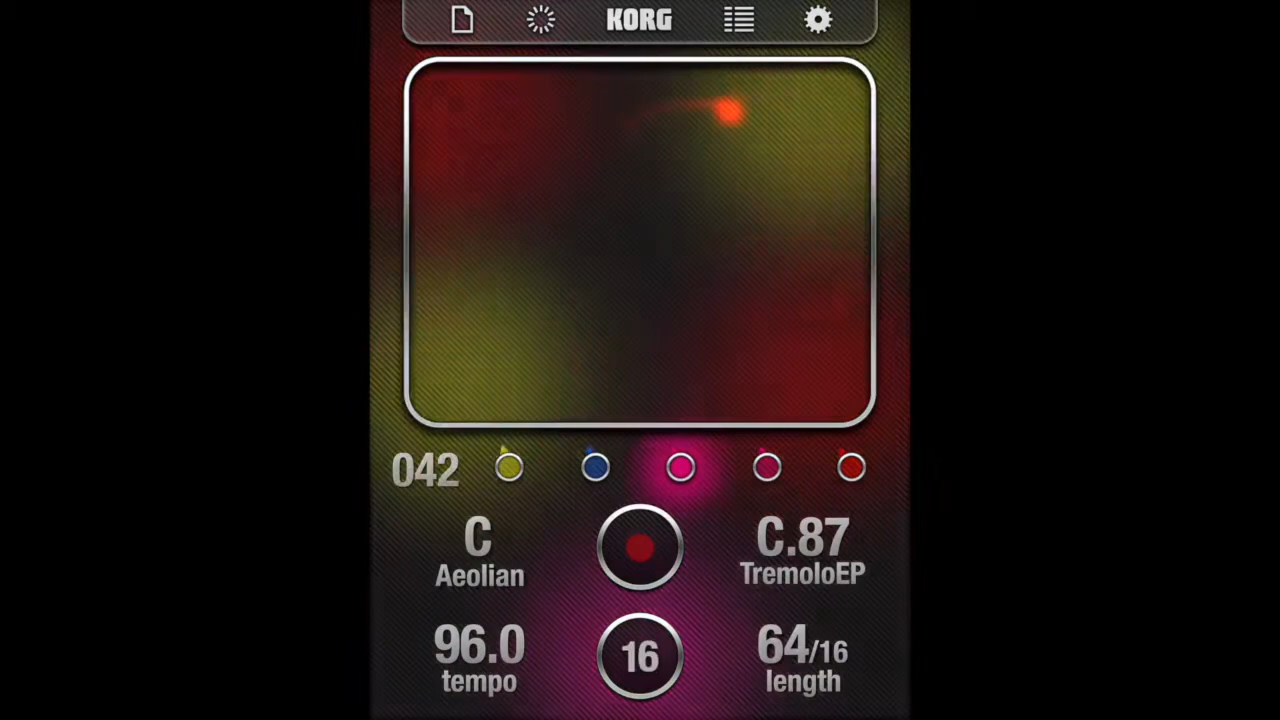 KORG
042
C
Aeolian
C.87
TremoloEP
96.0
tempo
16
64/16
length